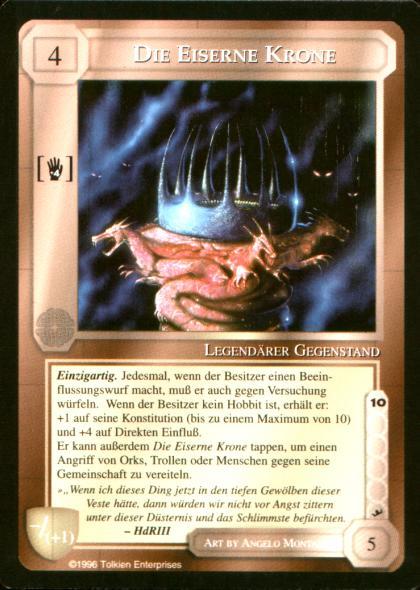 4
DIE EISERNE KRONE
[ ]
LEGENDÄRER GEGENSTAND
Einzigartig. Jedesmal, wenn der Besitzer einen Beein-
flussungswurf macht, muß er auch gegen Versuchung
würfeln. Wenn der Besitzer kein Hobbit ist, erhält er:
+1 auf seine Konstitution (bis zu einem Maximum von 10)
und +4 auf Direkten Einfluß.
Er kann außerdem Die Eiserne Krone tappen, um einen
Angriff von Orks, Trollen oder Menschen gegen seine
Gemeinschaft zu vereiteln.
»„Wenn ich dieses Ding jetzt in den tiefen Gewölben dieser
Veste hätte, dann würden wir nicht vor Angst zittern
unter dieser Düsternis und das Schlimmste befürchten.
– HdRIII
10
–/(+1)
ART BY ANGELO
5
©1996 Tolkien Enterprises